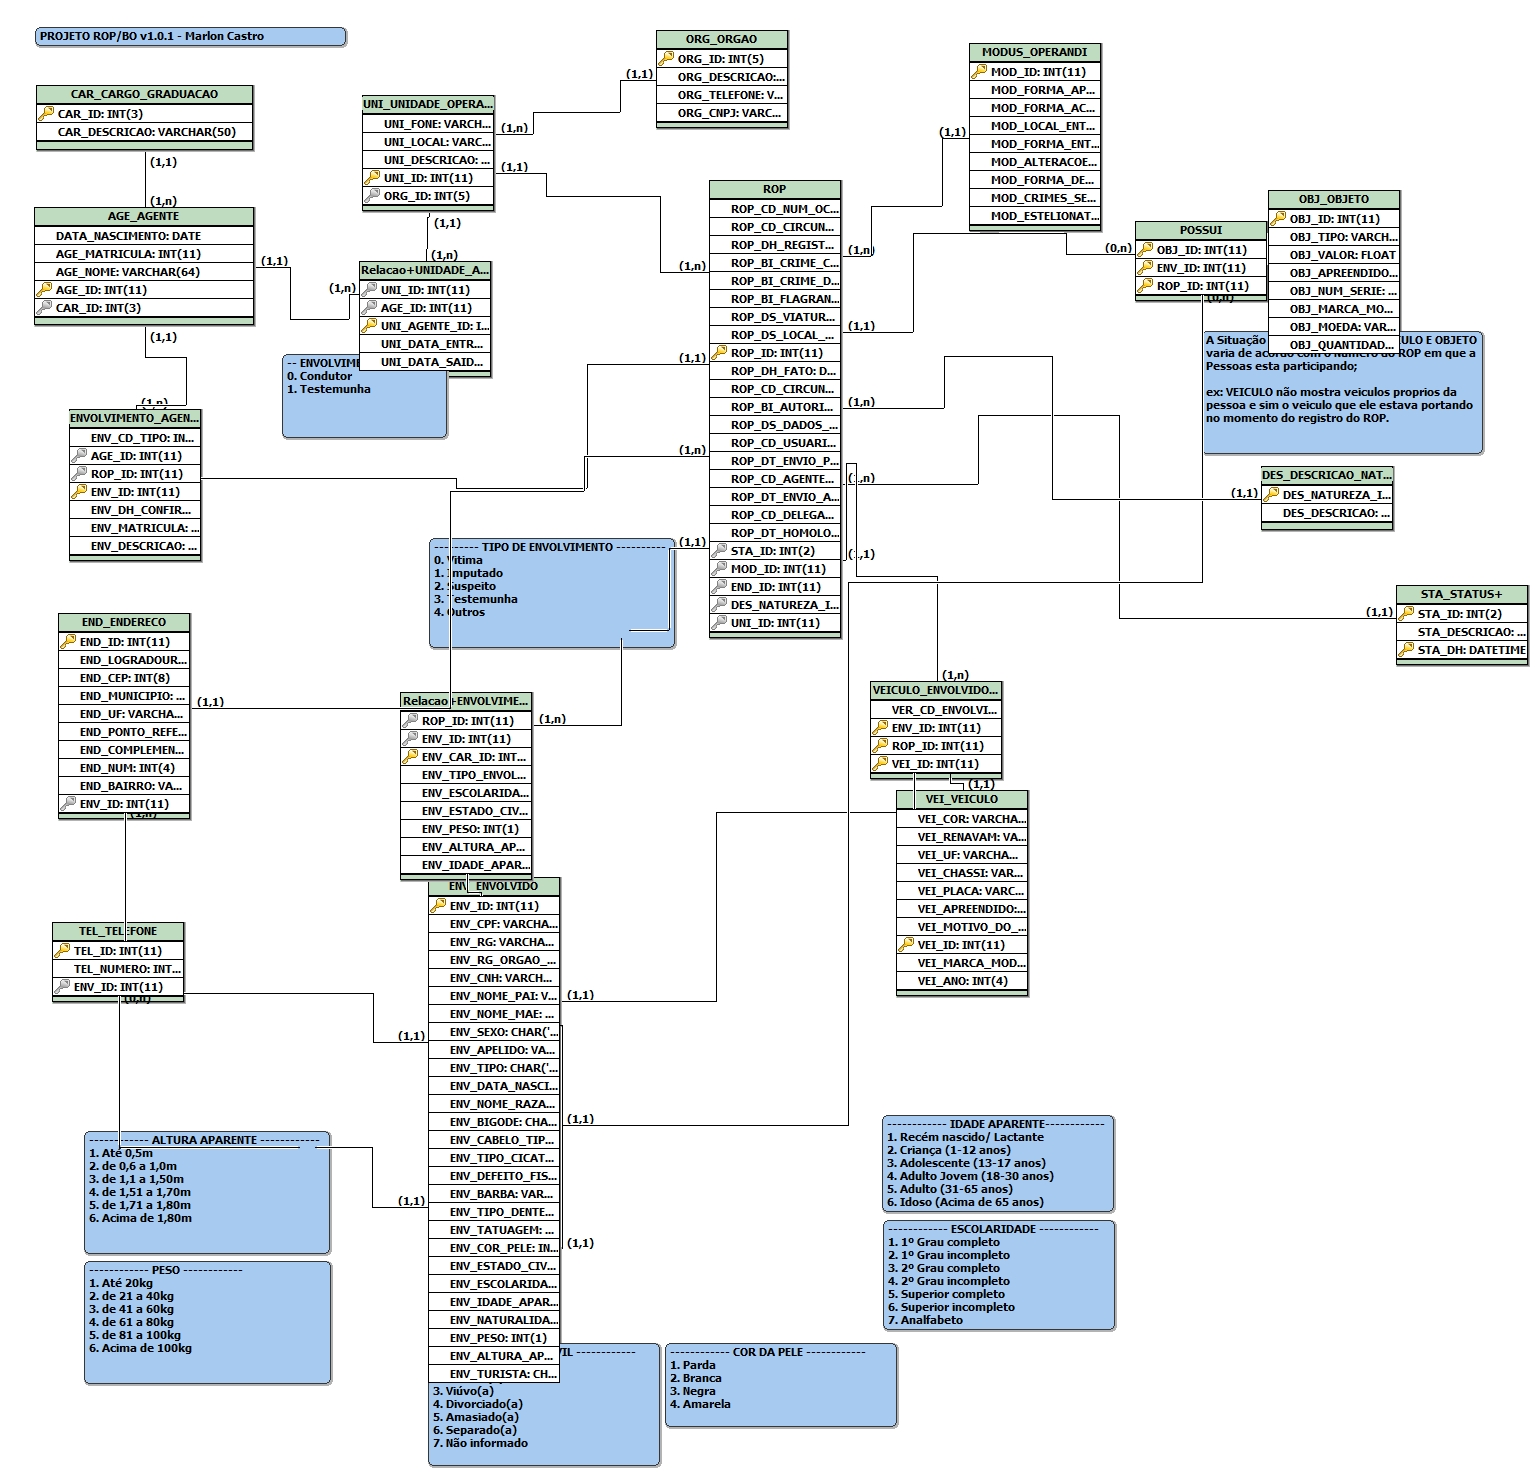 PROJETO ROP/BO v1.0.1 - Marlon Castro
CAR_CARGO_GRADUACAO
CAR_ID: INT(3)
CAR_DESCRICAO: VARCHAR(50)
(1,1)
(1,n)
AGE_AGENTE
DATA_NASCIMENTO: DATE
AGE_MATRICULA: INT(11)
AGE_NOME: VARCHAR(64)
AGE_ID: INT(11)
CAR_ID: INT(3)
(1,1)
(1,1)
(1,n)
UNI_UNIDADE_OPERA...
UNI_FONE: VARCH...
UNI_LOCAL: VARC...
UNI_DESCRICAO: ...
UNI_ID: INT(11)
ORG_ID: INT(5)
(1,n)
(1,1)
(1,1)
(1,n)
ORG_ORGAO
ORG_ID: INT(5)
ORG_DESCRICAO:...
ORG_TELEFONE: V...
ORG_CNPJ: VARC...
(1,1)
Relacao+UNIDADE_A...
UNI_ID: INT(11)
AGE_ID: INT(11)
UNI_AGENTE_ID: I...
UNI_DATA_ENTR...
UNI_DATA_SAID...
(1,n)
-- ENVOLVIME
0. Condutor
1. Testemunha
ENVOLVIMENTO_AGEN...
ENV_CD_TIPO: IN...
AGE_ID: INT(11)
ROP_ID: INT(11)
ENV_ID: INT(11)
ENV_DH_CONFIR...
ENV_MATRICULA: ...
ENV_DESCRICAO: ...
MODUS_OPERANDI
MOD_ID: INT(11)
MOD_FORMA_AP...
MOD_FORMA_AC...
MOD_LOCAL_ENT...
MOD_FORMA_ENT...
MOD_ALTERACOE...
MOD_FORMA_DE...
MOD_CRIMES_SE...
MOD_ESTELIONAT...
(1,1)
ROP
ROP_CD_NUM_OC...
ROP_CD_CIRCUN...
ROP_DH_REGIST...
ROP_BI_CRIME_C...
ROP_BI_CRIME_D...
ROP_BI_FLAGRAN...
ROP_DS_VIATUR...
ROP_DS_LOCAL_...
ROP_ID: INT(11)
ROP_DH_FATO: D...
ROP_CD_CIRCUN...
ROP_BI_AUTORI...
ROP_DS_DADOS_...
ROP_CD_USUARI...
ROP_DT_ENVIO_P...
ROP_CD_AGENTE...
ROP_DT_ENVIO_A...
ROP_CD_DELEGA...
ROP_DT_HOMOLO...
STA_ID: INT(2)
MOD_ID: INT(11)
END_ID: INT(11)
DES_NATUREZA_I...
UNI_ID: INT(11)
(1,n)
(1,1)
(1,n)
(1,1)
(1,n)
(1,1)
(1,n)
(1,n)
(1,1)
POSSUI
OBJ_ID: INT(11)
ENV_ID: INT(11)
ROP_ID: INT(11)
(0,n)
(0,n)
OBJ_OBJETO
OBJ_ID: INT(11)
OBJ_TIPO: VARCH...
OBJ_VALOR: FLOAT
OBJ_APREENDIDO...
OBJ_NUM_SERIE: ...
OBJ_MARCA_MO...
OBJ_MOEDA: VAR...
OBJ_QUANTIDAD...
A Situação CULO E OBJETO
varia de acordo com o Numero do ROP em que a
Pessoas esta participando;
ex: VEICULO não mostra veiculos proprios da
pessoa e sim o veiculo que ele estava portando
no momento do registro do ROP.
DES_DESCRICAO_NAT...
DES_NATUREZA_I...
DES_DESCRICAO: ...
(1,1)
STA_STATUS+
STA_ID: INT(2)
STA_DESCRICAO: ...
STA_DH: DATETIME
(1,1)
--------- TIPO DE ENVOLVIMENTO ----------
0. Vitima
1. Imputado
2. Suspeito
3. Testemunha
4. Outros
END_ENDERECO
END_ID: INT(11)
END_LOGRADOUR...
END_CEP: INT(8)
END_MUNICIPIO: ...
END_UF: VARCHA...
END_PONTO_REFE...
END_COMPLEMEN...
END_NUM: INT(4)
END_BAIRRO: VA...
ENV_ID: INT(11)
(1,1)
(1,n)
Relacao+ENVOLVIME...
ROP_ID: INT(11)
ENV_ID: INT(11)
ENV_CAR_ID: INT...
ENV_TIPO_ENVOL...
ENV_ESCOLARIDA...
ENV_ESTADO_CIV...
ENV_PESO: INT(1)
ENV_ALTURA_AP...
ENV_IDADE_APAR...
(1,n)
VEICULO_ENVOLVIDO...
VER_CD_ENVOLVI...
ENV_ID: INT(11)
ROP_ID: INT(11)
VEI_ID: INT(11)
(1,n)
(1,1)
VEI_VEICULO
VEI_COR: VARCHA...
VEI_RENAVAM: VA...
VEI_UF: VARCHA...
VEI_CHASSI: VAR...
VEI_PLACA: VARC...
VEI_APREENDIDO:...
VEI_MOTIVO_DO_...
VEI_ID: INT(11)
VEI_MARCA_MOD...
VEI_ANO: INT(4)
TEL_TELEFONE
TEL_ID: INT(11)
TEL_NUMERO: INT...
ENV_ID: INT(11)
(0,n)
ENV_ENVOLVIDO
ENV_ID: INT(11)
ENV_CPF: VARCHA...
ENV_RG: VARCHA...
ENV_RG_ORGAO_...
ENV_CNH: VARCH...
ENV_NOME_PAI: V...
ENV_NOME_MAE: ...
ENV_SEXO: CHAR('...
ENV_APELIDO: VA...
ENV_TIPO: CHAR('...
ENV_DATA_NASCI...
ENV_NOME_RAZA...
ENV_BIGODE: CHA...
ENV_CABELO_TIP...
ENV_TIPO_CICAT...
ENV_DEFEITO_FIS...
ENV_BARBA: VAR...
ENV_TIPO_DENTE...
ENV_TATUAGEM: ...
ENV_COR_PELE: IN...
ENV_ESTADO_CIV...
ENV_ESCOLARIDA...
ENV_IDADE_APAR...
ENV_NATURALIDA...
ENV_PESO: INT(1)
ENV_ALTURA_AP...
ENV_TURISTA: CH...
(1,1)
(1,1)
(1,1)
(1,1)
(1,1)
------------ ALTURA APARENTE ------------
1. Até 0,5m
2. de 0,6 a 1,0m
3. de 1,1 a 1,50m
4. de 1,51 a 1,70m
5. de 1,71 a 1,80m
6. Acima de 1,80m
------------ PESO ------------
1. Até 20kg
2. de 21 a 40kg
3. de 41 a 60kg
4. de 61 a 80kg
5. de 81 a 100kg
6. Acima de 100kg
VIL ------------
3. Viúvo(a)
4. Divorciado(a)
5. Amasiado(a)
6. Separado(a)
7. Não informado
------------ COR DA PELE ------------
1. Parda
2. Branca
3. Negra
4. Amarela
------------ IDADE APARENTE------------
1. Recém nascido/ Lactante
2. Criança (1-12 anos)
3. Adolescente (13-17 anos)
4. Adulto Jovem (18-30 anos)
5. Adulto (31-65 anos)
6. Idoso (Acima de 65 anos)
------------ ESCOLARIDADE ------------
1. 1º Grau completo
2. 1º Grau incompleto
3. 2º Grau completo
4. 2º Grau incompleto
5. Superior completo
6. Superior incompleto
7. Analfabeto